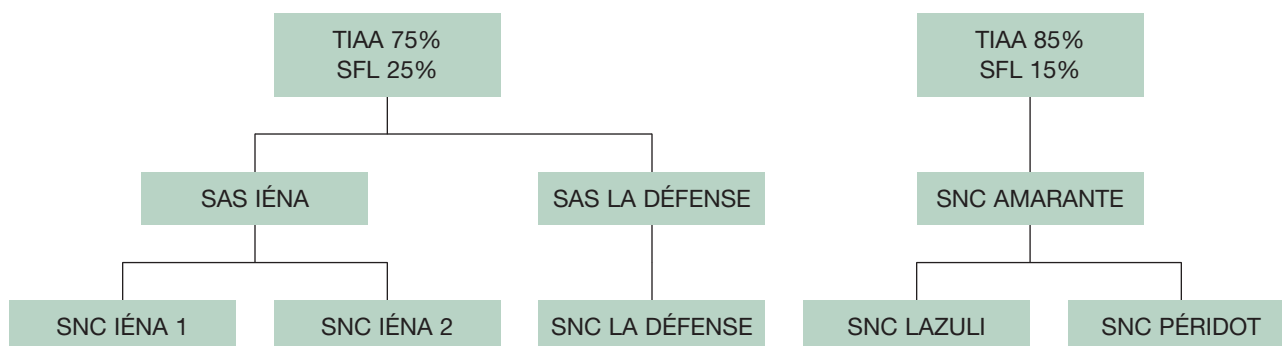 TIAA 75%
SFL 25%
TIAA 85%
SFL 15%
SAS IÉNA
SAS LA DÉFENSE
SNC AMARANTE
SNC IÉNA 1
SNC IÉNA 2
SNC LA DÉFENSE
SNC LAZULI
SNC PÉRIDOT